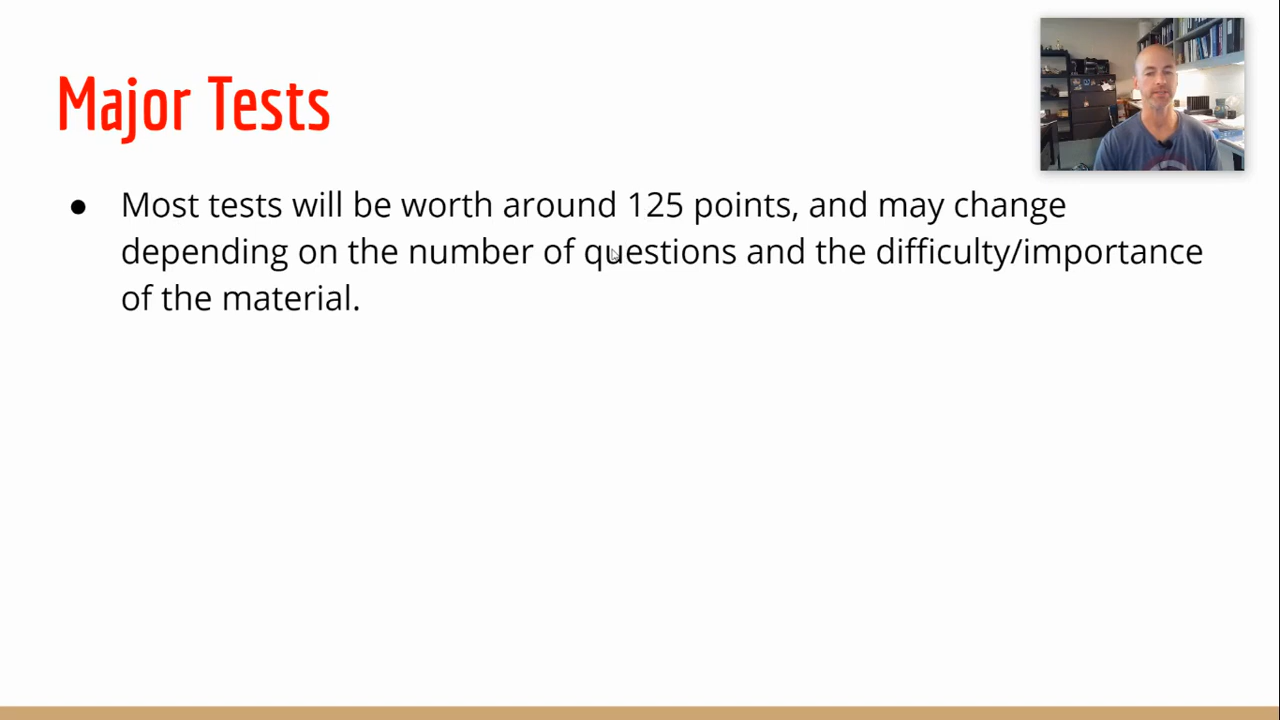 Major Tests
● Most tests will be worth around 125 points, and may change
depending on the number of questions and the difficulty/importance
of the material.